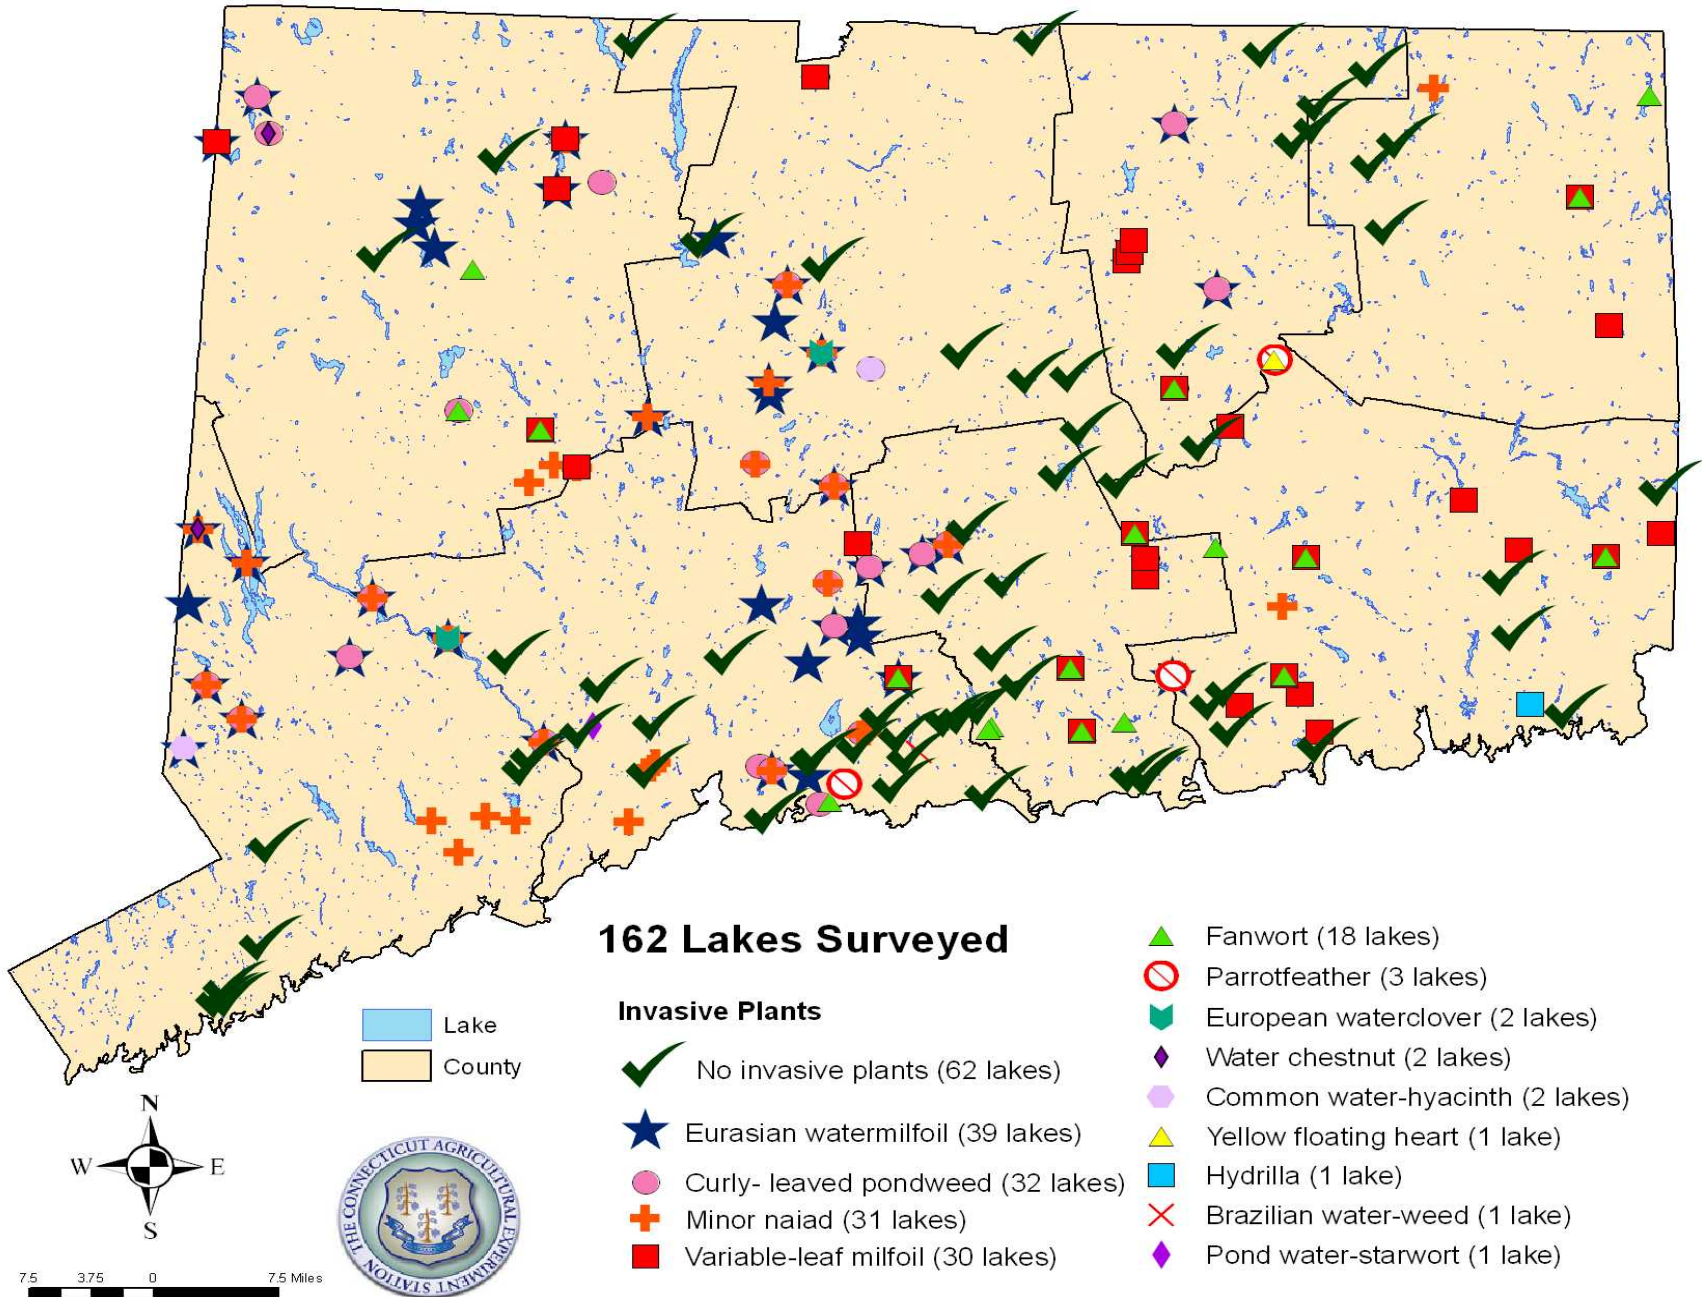 162 Lakes Surveyed
Invasive Plants
No invasive plants (62 lakes)
Eurasian watermilfoil (39 lakes)
Curly- leaved pondweed (32 lakes)
Minor naiad (31 lakes)
Variable-leaf milfoil (30 lakes)
Fanwort (18 lakes)
Parrotfeather (3 lakes)
European waterclover (2 lakes)
Water chestnut (2 lakes)
Common water-hyacinth (2 lakes)
Yellow floating heart (1 lake)
Hydrilla (1 lake)
Brazilian water-weed (1 lake)
Pond water-starwort (1 lake)
Lake
County
N
W E
S
THE CONNECTICUT AGRICULTURAL EXPERIMENT STATION
7.5 3.75 0 7.5 Miles